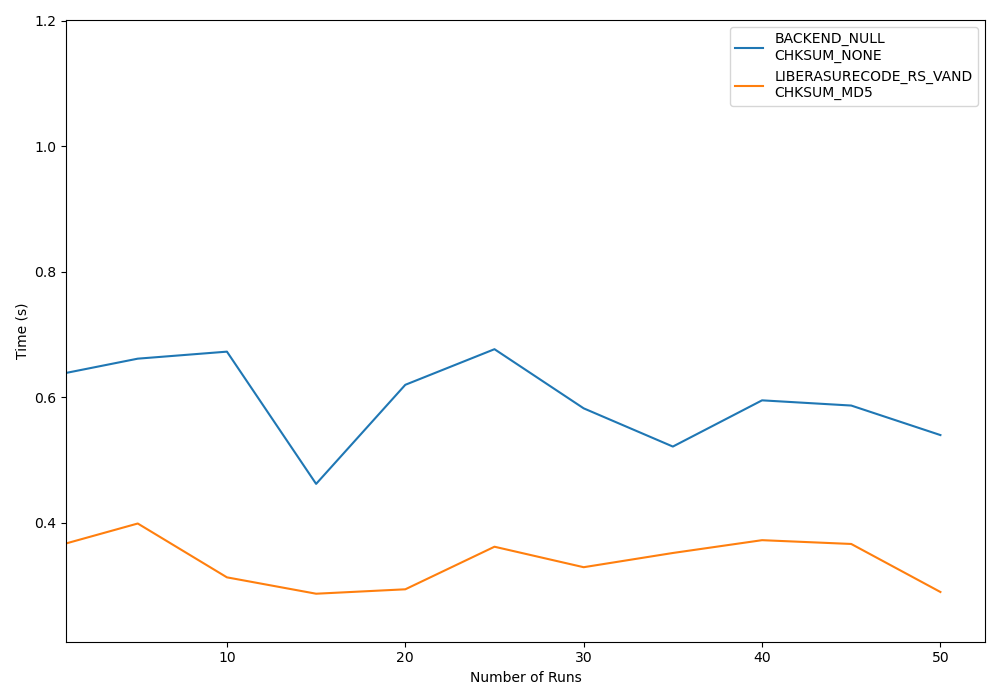 1.2
1.0
0.8
0.6
0.4
Time (s)
10
20
30
40
50
Number of Runs
BACKEND_NULL
CHKSUM_NONE
LIBERASURECODE_RS_VAND
CHKSUM_MD5